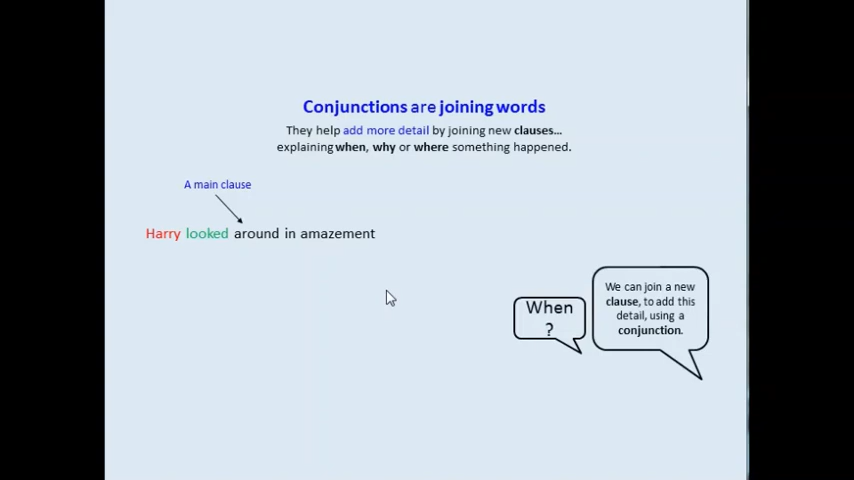 Conjunctions are joining words
They help add more detail by joining new clauses...
explaining when, why or where something happened.
A main clause
Harry looked around in amazement
When
?
We can join a new
clause, to add this
detail, using a
conjunction.